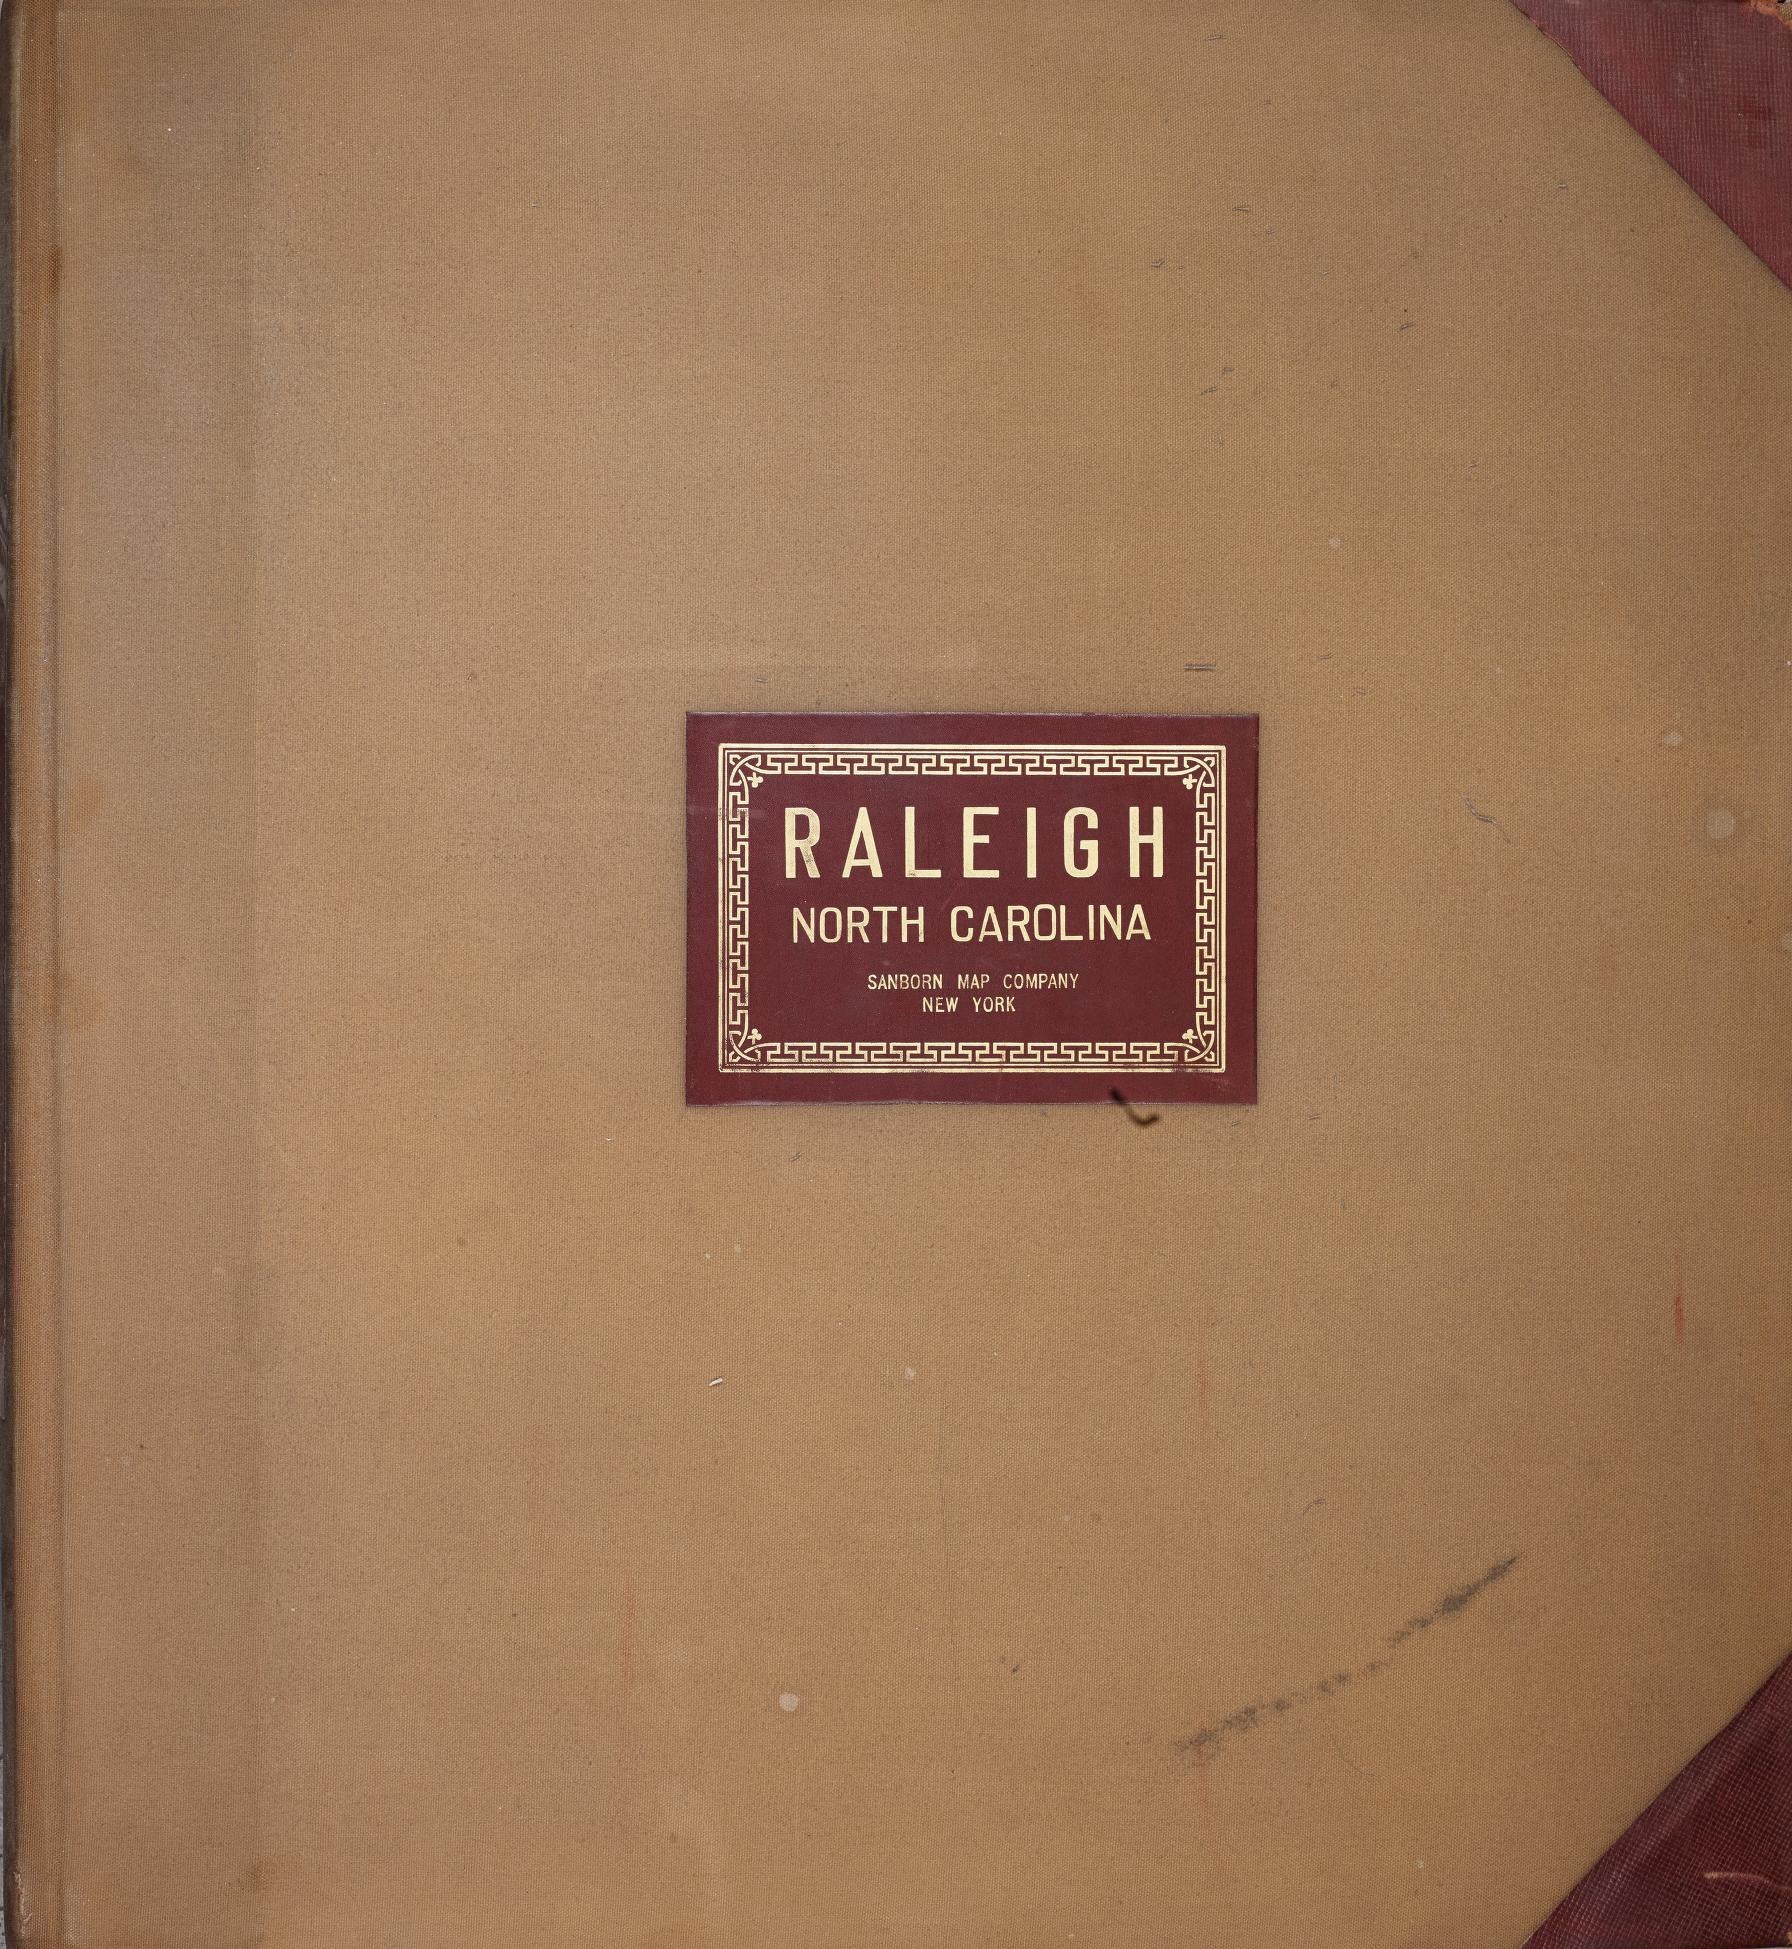 RALEIGH
NORTH CAROLINA
SANBORN MAP COMPANY
NEW YORK